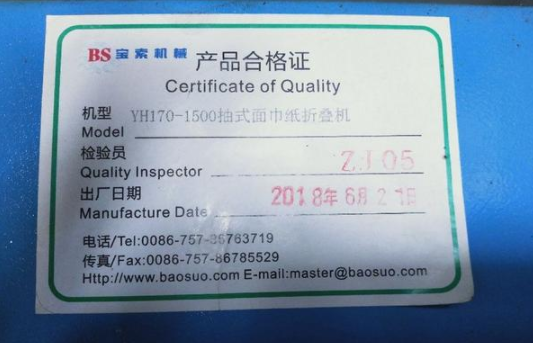 BS 宝索机械 产品合格证
Certificate of Quality
机型 YH170-1500抽式面巾纸折叠机
Model
检验员
Quality Inspector ZJ05
出厂日期
Manufacture Date 2018年6月21日
电话/Tel:0086-757-86763719
传真/Fax:0086-757-86785529
Http://www.baosuo.com E-mail:master@baosuo.com